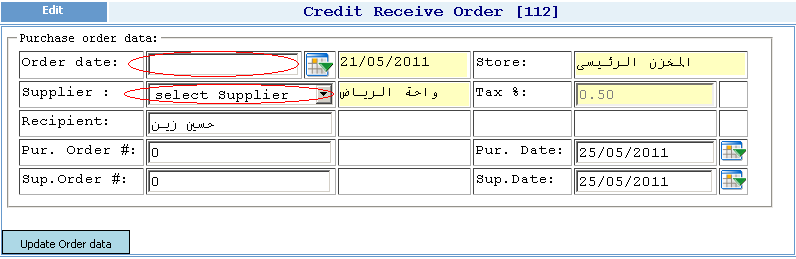 Edit Credit Receive Order [112]
Purchase order data:
Order date: 21/05/2011 Store: المخزن الرئيسى
Supplier : select Supplier واحة الرياض Tax %: 0.50
Recipient: حسين زين
Pur. Order #: 0 Pur. Date: 25/05/2011
Sup.Order #: 0 Sup.Date: 25/05/2011
Update Order data